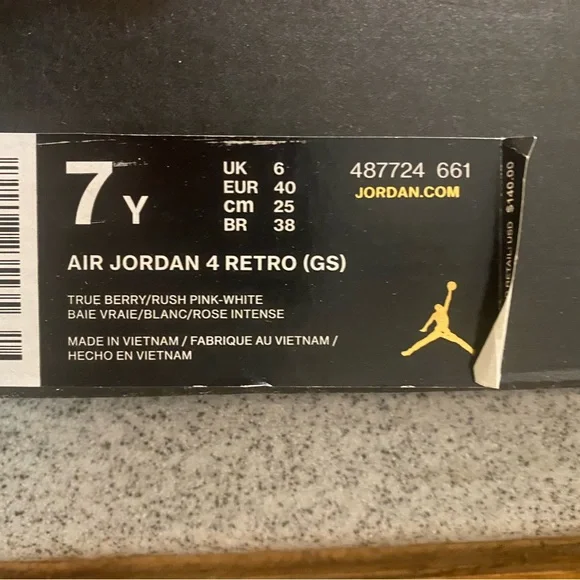 7Y
UK 6
EUR 40
cm 25
BR 38
487724 661
JORDAN.COM
AIR JORDAN 4 RETRO (GS)
TRUE BERRY/RUSH PINK-WHITE
BAIE VRAIE/BLANC/ROSE INTENSE
MADE IN VIETNAM / FABRIQUE AU VIETNAM /
HECHO EN VIETNAM
RETAIL: USD $140.00